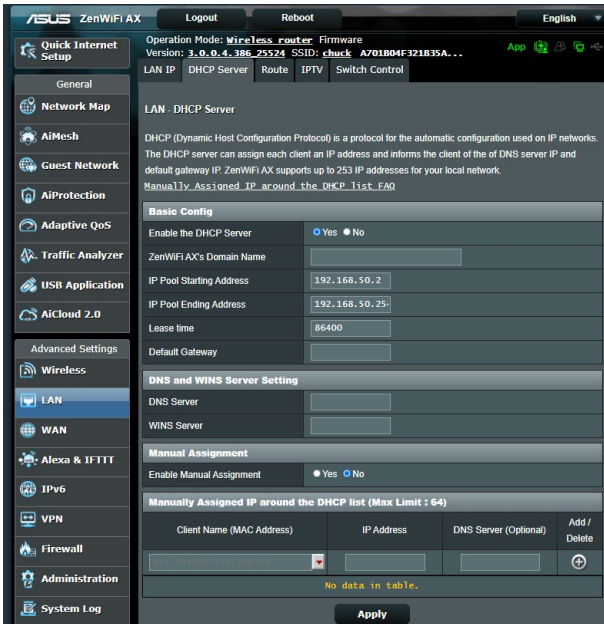 ASUS ZenWiFi AX Logout Reboot English
Quick Internet Setup
Operation Mode: Wireless router Firmware
Version: 3.0.0.4.386_25524 SSID: chuck A701B04F321B35A...
App
LAN IP DHCP Server Route IPTV Switch Control
General
Network Map
AiMesh
Guest Network
AiProtection
Adaptive QoS
Traffic Analyzer
USB Application
AiCloud 2.0
Advanced Settings
Wireless
LAN
WAN
Alexa & IFTTT
IPv6
VPN
Firewall
Administration
System Log
LAN - DHCP Server
DHCP (Dynamic Host Configuration Protocol) is a protocol for the automatic configuration used on IP networks.
The DHCP server can assign each client an IP address and informs the client of the of DNS server IP and
default gateway IP. ZenWiFi AX supports up to 253 IP addresses for your local network.
Manually Assigned IP around the DHCP list FAQ
Basic Config
Enable the DHCP Server Yes No
ZenWiFi AX's Domain Name
IP Pool Starting Address 192.168.50.2
IP Pool Ending Address 192.168.50.25
Lease time 86400
Default Gateway
DNS and WINS Server Setting
DNS Server
WINS Server
Manual Assignment
Enable Manual Assignment Yes No
Manually Assigned IP around the DHCP list (Max Limit : 64)
Client Name (MAC Address) IP Address DNS Server (Optional) Add / Delete
No data in table.
Apply